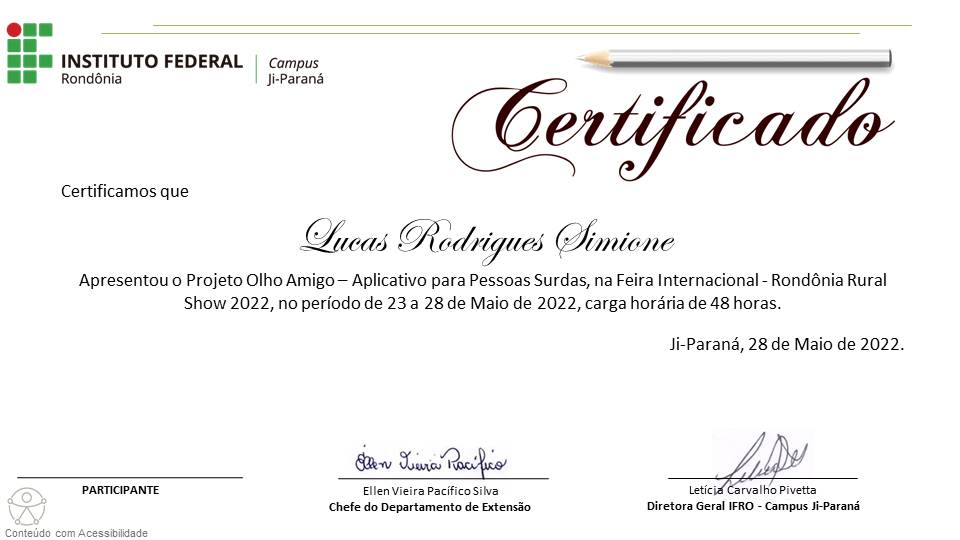 INSTITUTO FEDERAL
Rondônia
Campus
Ji-Paraná
Certificado
Certificamos que
Lucas Rodrigues Simione
Apresentou o Projeto Olho Amigo – Aplicativo para Pessoas Surdas, na Feira Internacional - Rondônia Rural
Show 2022, no período de 23 a 28 de Maio de 2022, carga horária de 48 horas.
Ji-Paraná, 28 de Maio de 2022.
Ellen Vieira Pacífico
PARTICIPANTE
Ellen Vieira Pacífico Silva
Chefe do Departamento de Extensão
Letícia Carvalho Pivetta
Diretora Geral IFRO - Campus Ji-Paraná
Conteúdo com Acessibilidade